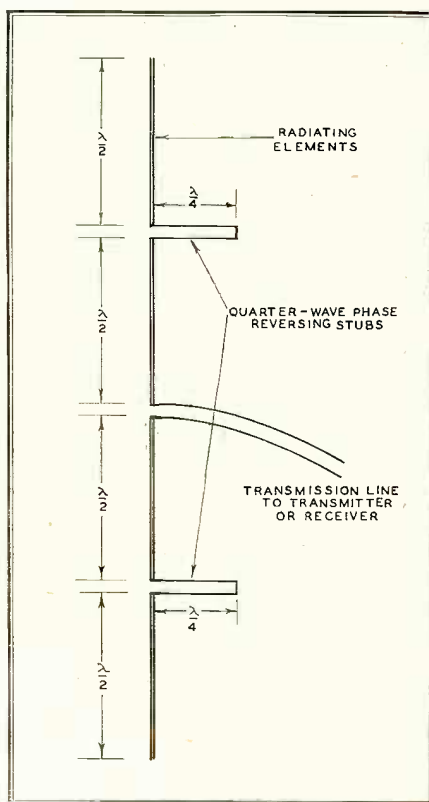 λ/2
RADIATING
ELEMENTS
λ/4
λ/2
QUARTER-WAVE PHASE
REVERSING STUBS
λ/2
TRANSMISSION LINE
TO TRANSMITTER
OR RECEIVER
λ/4
λ/2